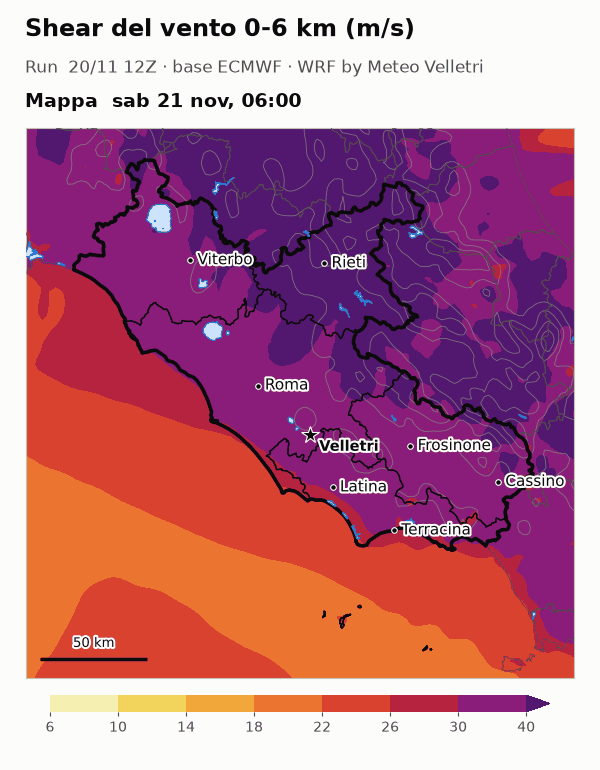 Shear del vento 0-6 km (m/s)
Run 20/11 12Z · base ECMWF · WRF by Meteo Velletri
Mappa sab 21 nov, 06:00
Viterbo
Rieti
Roma
Velletri
Frosinone
Latina
Cassino
Terracina
50 km
6 10 14 18 22 26 30 40